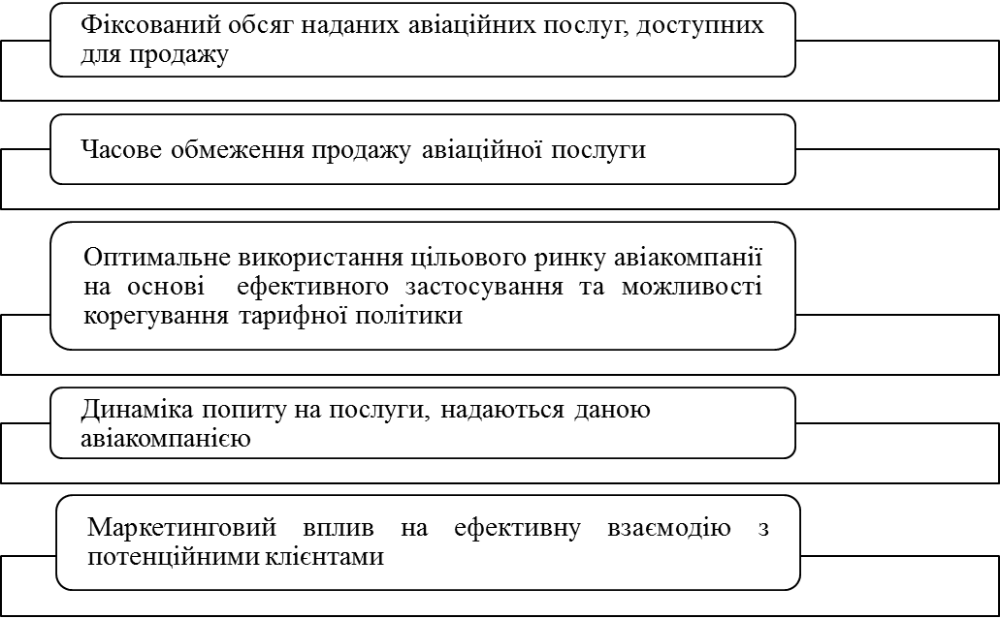 Фіксований обсяг наданих авіаційних послуг, доступних
для продажу
Часове обмеження продажу авіаційної послуги
Оптимальне використання цільового ринку авіакомпанії
на основі ефективного застосування та можливості
корегування тарифної політики
Динаміка попиту на послуги, надаються даною
авіакомпанією
Маркетинговий вплив на ефективну взаємодію з
потенційними клієнтами